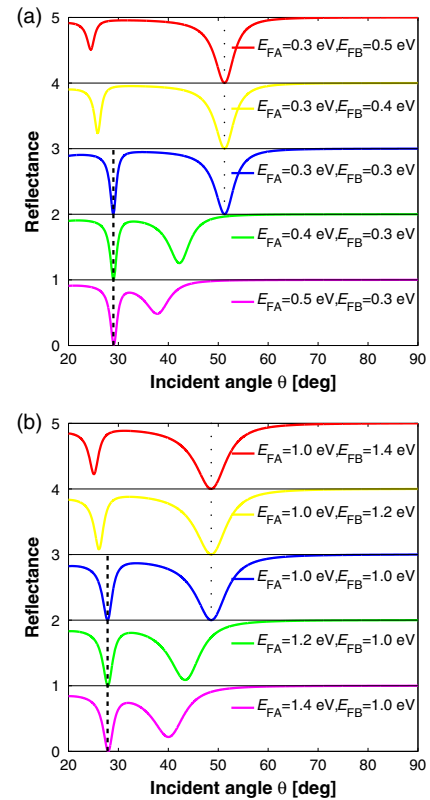 (a)
5
E_FA=0.3 eV,E_FB=0.5 eV
4
E_FA=0.3 eV,E_FB=0.4 eV
3
E_FA=0.3 eV,E_FB=0.3 eV
2
E_FA=0.4 eV,E_FB=0.3 eV
1
E_FA=0.5 eV,E_FB=0.3 eV
0
Reflectance
20 30 40 50 60 70 80 90
Incident angle θ [deg]
(b)
5
E_FA=1.0 eV,E_FB=1.4 eV
4
E_FA=1.0 eV,E_FB=1.2 eV
3
E_FA=1.0 eV,E_FB=1.0 eV
2
E_FA=1.2 eV,E_FB=1.0 eV
1
E_FA=1.4 eV,E_FB=1.0 eV
0
Reflectance
20 30 40 50 60 70 80 90
Incident angle θ [deg]